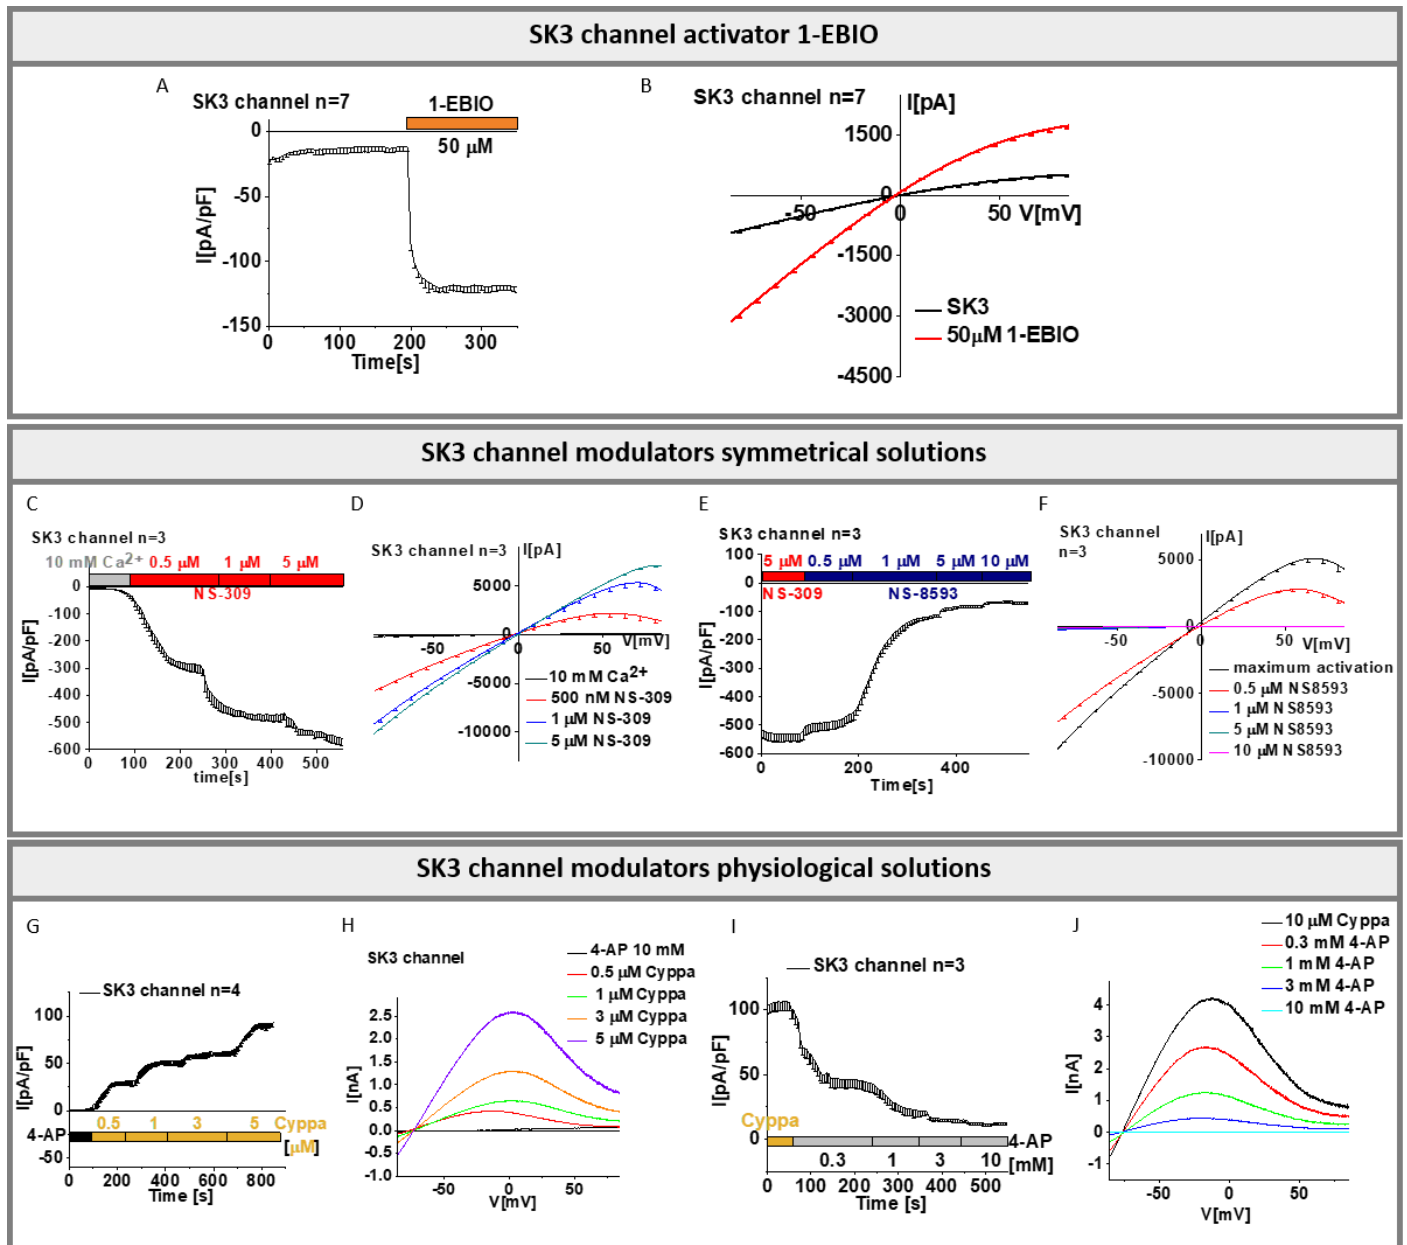 SK3 channel activator 1-EBIO
A
SK3 channel n=7
1-EBIO
50 µM
0
-50
-100
-150
I[pA/pF]
0 100 200 300
Time[s]
B
SK3 channel n=7
I[pA]
1500
0
-1500
-3000
-4500
-50 0 50 V[mV]
SK3
50µM 1-EBIO
SK3 channel modulators symmetrical solutions
C
SK3 channel n=3
10 mM Ca2+ 0.5 µM 1 µM 5 µM
NS-309
0
-100
-200
-300
-400
-500
-600
I[pA/pF]
0 100 200 300 400 500
time[s]
D
SK3 channel n=3
I[pA]
5000
0
-5000
-10000
-50 0 50
V[mV]
10 mM Ca2+
500 nM NS-309
1 µM NS-309
5 µM NS-309
E
SK3 channel n=3
100
0
-100
-200
-300
-400
-500
-600
I[pA/pF]
5 µM 0.5 µM 1 µM 5 µM 10 µM
NS-309 NS-8593
0 200 400
Time[s]
F
SK3 channel
n=3
I[pA]
5000
0
-5000
-10000
-50 0 50
V[mV]
maximum activation
0.5 µM NS8593
1 µM NS8593
5 µM NS8593
10 µM NS8593
SK3 channel modulators physiological solutions
G
SK3 channel n=4
100
50
0
-50
I[pA/pF]
4-AP
0.5 1 3 5 Cyppa
[µM]
0 200 400 600 800
Time [s]
H
SK3 channel
4-AP 10 mM
0.5 µM Cyppa
1 µM Cyppa
3 µM Cyppa
5 µM Cyppa
2.5
2.0
1.5
1.0
0.5
0.0
-0.5
-1.0
I[nA]
-50 0 50
V[mV]
I
SK3 channel n=3
100
50
0
I[pA/pF]
Cyppa
4-AP
0.3 1 3 10 [mM]
0 100 200 300 400 500
Time [s]
J
10 µM Cyppa
0.3 mM 4-AP
1 mM 4-AP
3 mM 4-AP
10 mM 4-AP
4
3
2
1
0
-1
I[nA]
-50 0 50
V[mV]